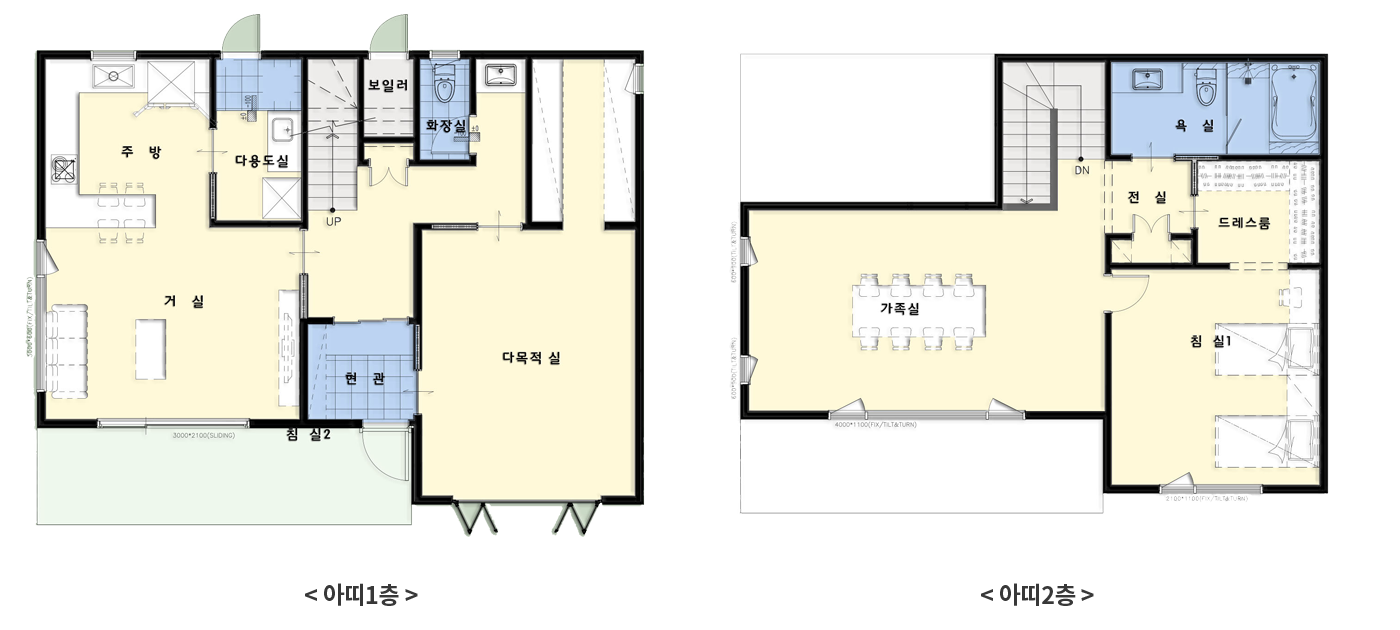 보일러
화장실
±0
-100
±0
주 방
다용도실
UP
거 실
현 관
다목적 실
3000*2100(SLIDING)
침 실2
욕 실
DN
전 실
드레스룸
가족실
침 실1
4000*1100(FIX/TILT&TURN)
2100*1100(FIX/TILT&TURN)
< 아띠1층 >
< 아띠2층 >